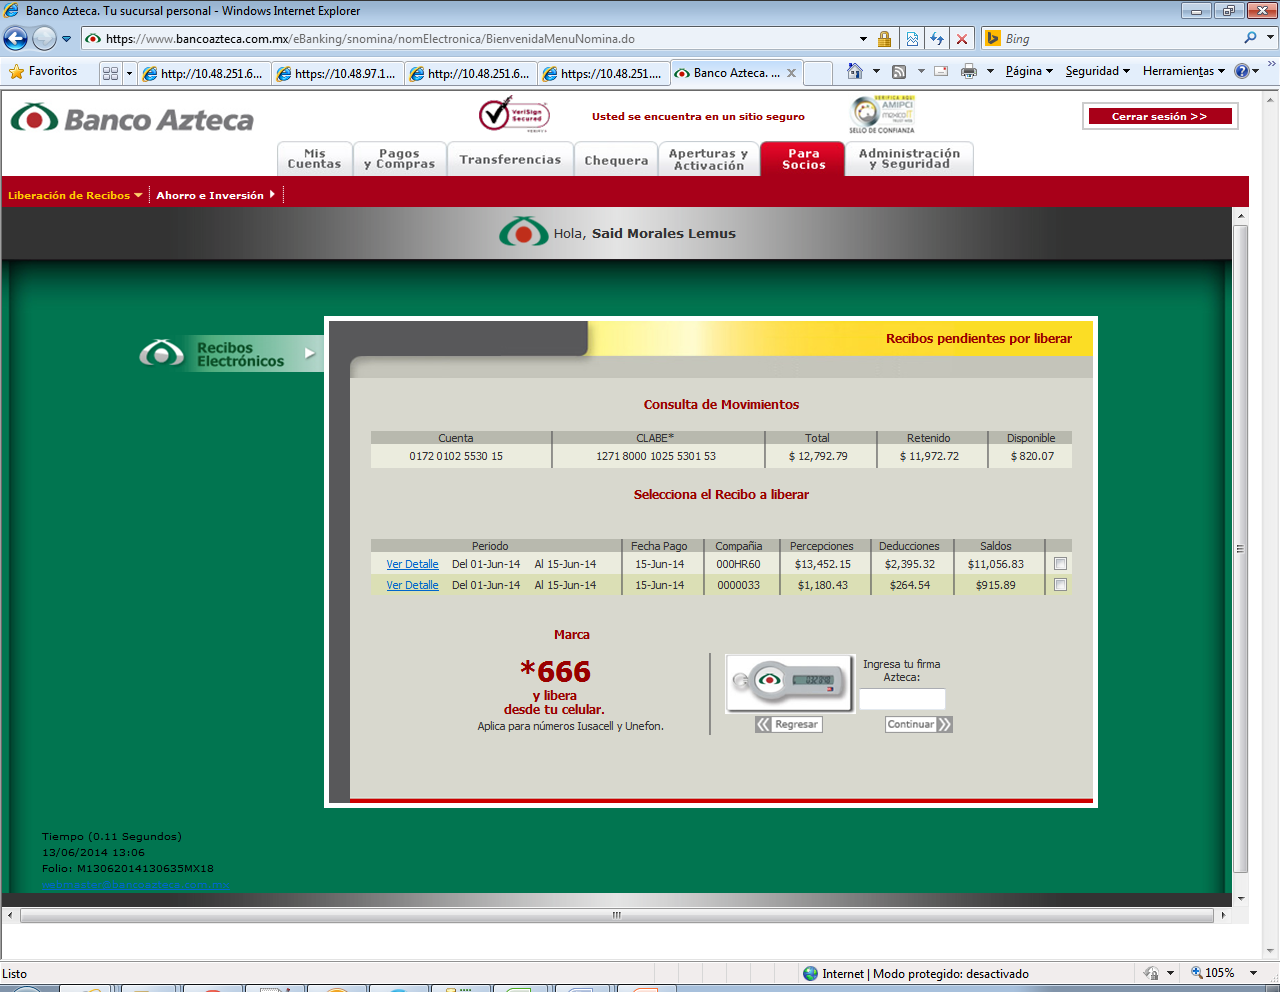 Banco Azteca. Tu sucursal personal - Windows Internet Explorer
https://www.bancoazteca.com.mx/eBanking/snomina/nomElectronica/BienvenidaMenuNomina.do
Bing
Favoritos
http://10.48.251.6...
https://10.48.97.1...
http://10.48.251.6...
https://10.48.251....
Banco Azteca. ...
Página
Seguridad
Herramientas
Banco Azteca
VeriSign Secured
VERIFY
Usted se encuentra en un sitio seguro
VERIFICA AQUI
AMIPCI
SELLO DE CONFIANZA
Cerrar sesión >>
Mis Cuentas
Pagos y Compras
Transferencias
Chequera
Aperturas y Activación
Para Socios
Administración y Seguridad
Liberación de Recibos
Ahorro e Inversión
Hola, Said Morales Lemus
Recibos Electrónicos
Recibos pendientes por liberar
Consulta de Movimientos
Cuenta CLABE* Total Retenido Disponible
0172 0102 5530 15 1271 8000 1025 5301 53 $ 12,792.79 $ 11,972.72 $ 820.07
Selecciona el Recibo a liberar
Periodo Fecha Pago Compañia Percepciones Deducciones Saldos
Ver Detalle Del 01-Jun-14 Al 15-Jun-14 15-Jun-14 000HR60 $13,452.15 $2,395.32 $11,056.83
Ver Detalle Del 01-Jun-14 Al 15-Jun-14 15-Jun-14 0000033 $1,180.43 $264.54 $915.89
Marca
*666
y libera
desde tu celular.
Aplica para números Iusacell y Unefon.
Ingresa tu firma
Azteca:
Regresar
Continuar
Tiempo (0.11 Segundos)
13/06/2014 13:06
Folio: M13062014130635MX18
Listo
Internet | Modo protegido: desactivado
105%